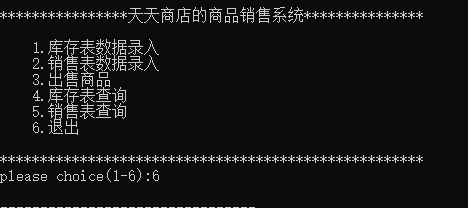 ****************天天商店的商品销售系统***************
1.库存表数据录入
2.销售表数据录入
3.出售商品
4.库存表查询
5.销售表查询
6.退出
*****************************************************
please choice(1-6):6
--------------------------------